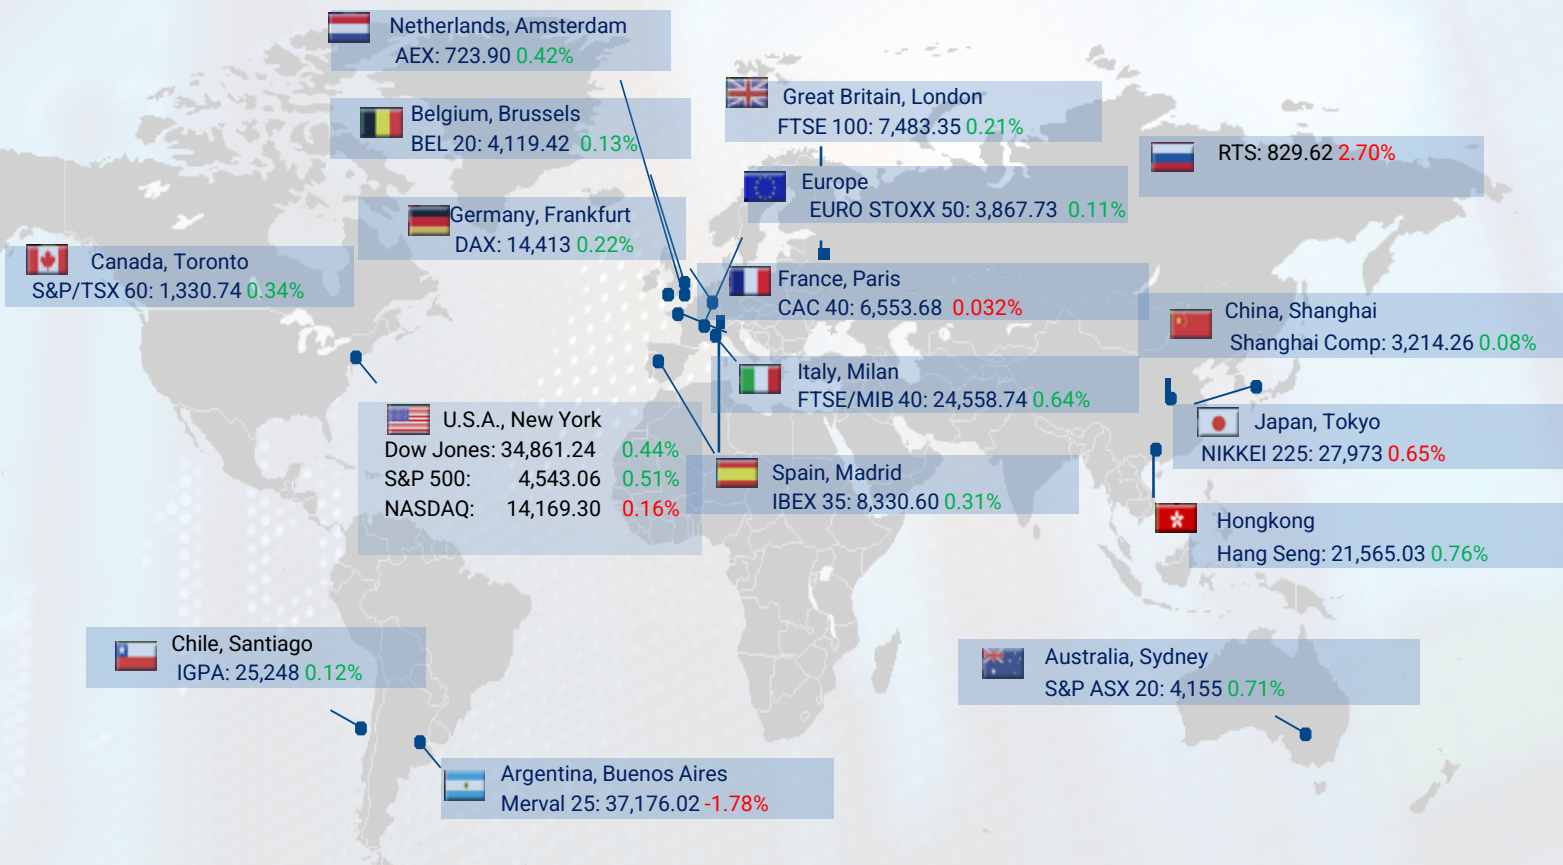 Netherlands, Amsterdam
AEX: 723.90 0.42%
Belgium, Brussels
BEL 20: 4,119.42 0.13%
Great Britain, London
FTSE 100: 7,483.35 0.21%
RTS: 829.62 2.70%
Europe
EURO STOXX 50: 3,867.73 0.11%
Germany, Frankfurt
DAX: 14,413 0.22%
Canada, Toronto
S&P/TSX 60: 1,330.74 0.34%
France, Paris
CAC 40: 6,553.68 0.032%
China, Shanghai
Shanghai Comp: 3,214.26 0.08%
Italy, Milan
FTSE/MIB 40: 24,558.74 0.64%
U.S.A., New York
Dow Jones: 34,861.24 0.44%
S&P 500: 4,543.06 0.51%
NASDAQ: 14,169.30 0.16%
Japan, Tokyo
NIKKEI 225: 27,973 0.65%
Spain, Madrid
IBEX 35: 8,330.60 0.31%
Hongkong
Hang Seng: 21,565.03 0.76%
Chile, Santiago
IGPA: 25,248 0.12%
Australia, Sydney
S&P ASX 20: 4,155 0.71%
Argentina, Buenos Aires
Merval 25: 37,176.02 -1.78%